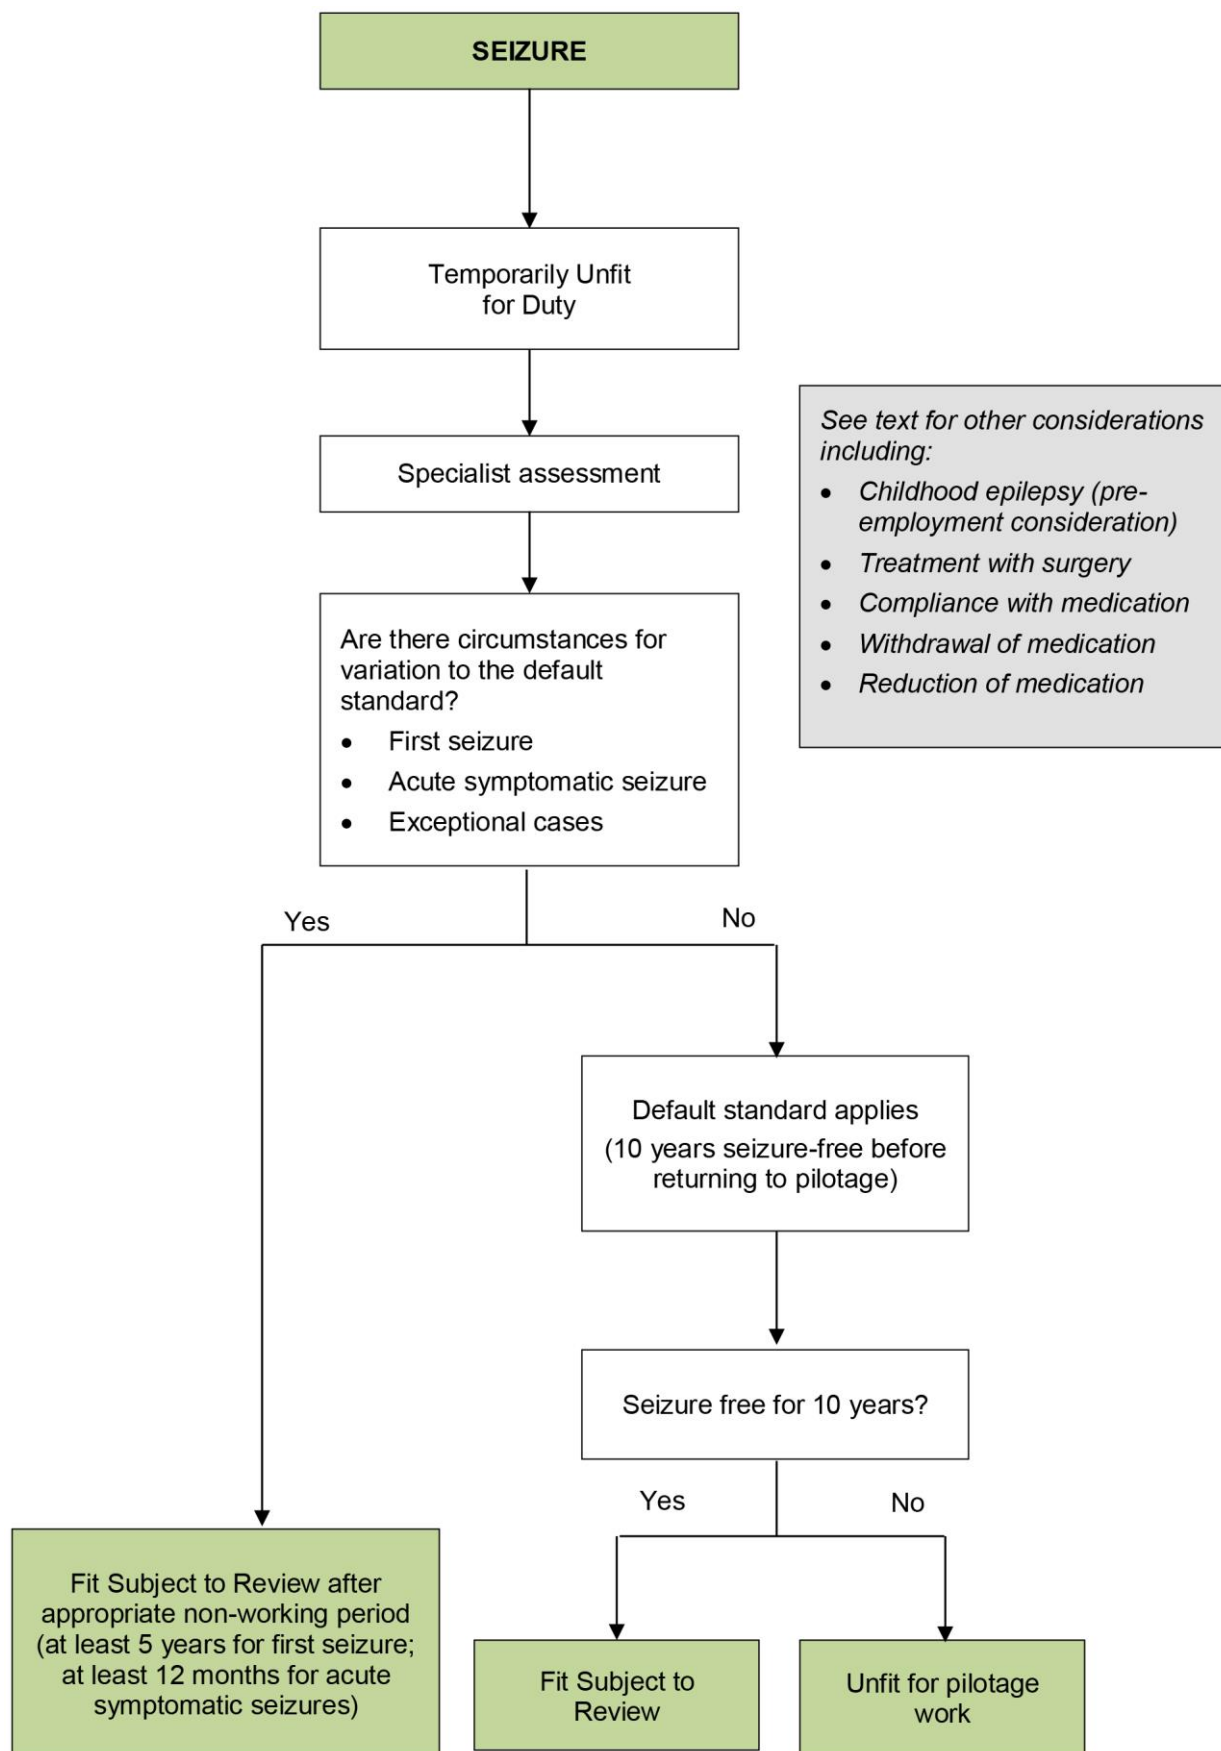 SEIZURE
Temporarily Unfit
for Duty
Specialist assessment
See text for other considerations
including:
• Childhood epilepsy (pre-
employment consideration)
• Treatment with surgery
• Compliance with medication
• Withdrawal of medication
• Reduction of medication
Are there circumstances for
variation to the default
standard?
• First seizure
• Acute symptomatic seizure
• Exceptional cases
Yes
No
Default standard applies
(10 years seizure-free before
returning to pilotage)
Seizure free for 10 years?
Yes
No
Fit Subject to Review after
appropriate non-working period
(at least 5 years for first seizure;
at least 12 months for acute
symptomatic seizures)
Fit Subject to
Review
Unfit for pilotage
work